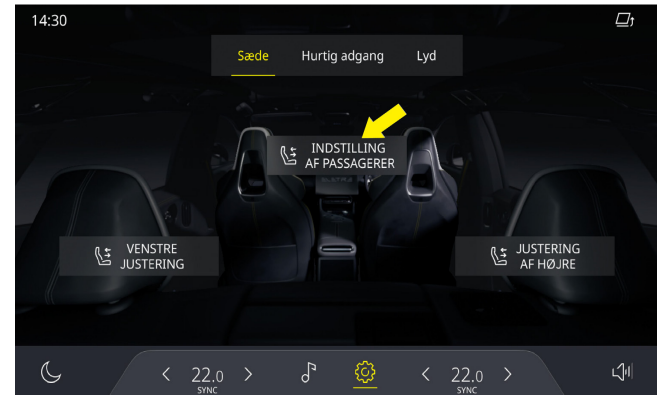 14:30
Sæde Hurtig adgang Lyd
INDSTILLING
AF PASSAGERER
VENSTRE
JUSTERING
JUSTERING
AF HØJRE
22.0 22.0
SYNC SYNC